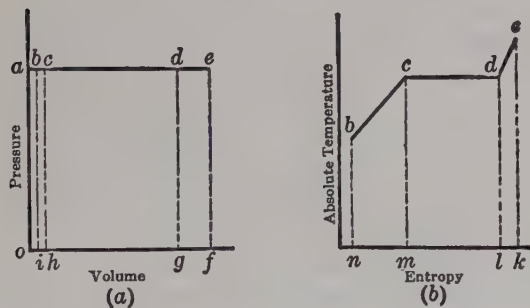 b c d e
a
Pressure
o
i h g f
Volume
(a)
e
c d
b
Absolute Temperature
n m l k
Entropy
(b)